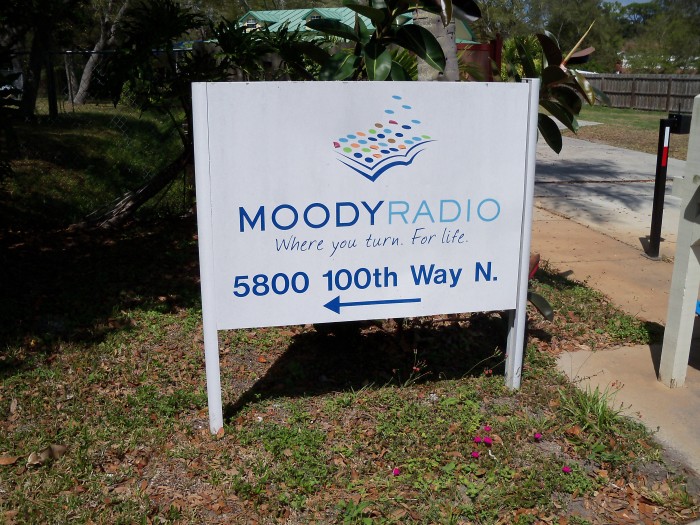 MOODYRADIO
Where you turn. For life.
5800 100th Way N.